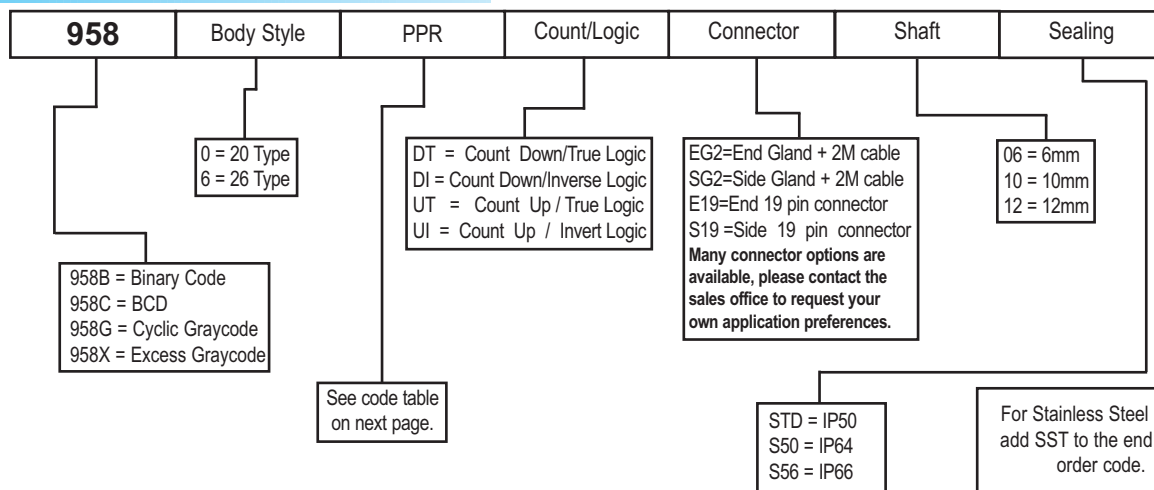 958 Body Style PPR Count/Logic Connector Shaft Sealing
0 = 20 Type
6 = 26 Type
DT = Count Down/True Logic
DI = Count Down/Inverse Logic
UT = Count Up / True Logic
UI = Count Up / Invert Logic
EG2=End Gland + 2M cable
SG2=Side Gland + 2M cable
E19=End 19 pin connector
S19 =Side 19 pin connector
Many connector options are
available, please contact the
sales office to request your
own application preferences.
06 = 6mm
10 = 10mm
12 = 12mm
958B = Binary Code
958C = BCD
958G = Cyclic Graycode
958X = Excess Graycode
See code table
on next page.
STD = IP50
S50 = IP64
S56 = IP66
For Stainless Steel
add SST to the end
order code.